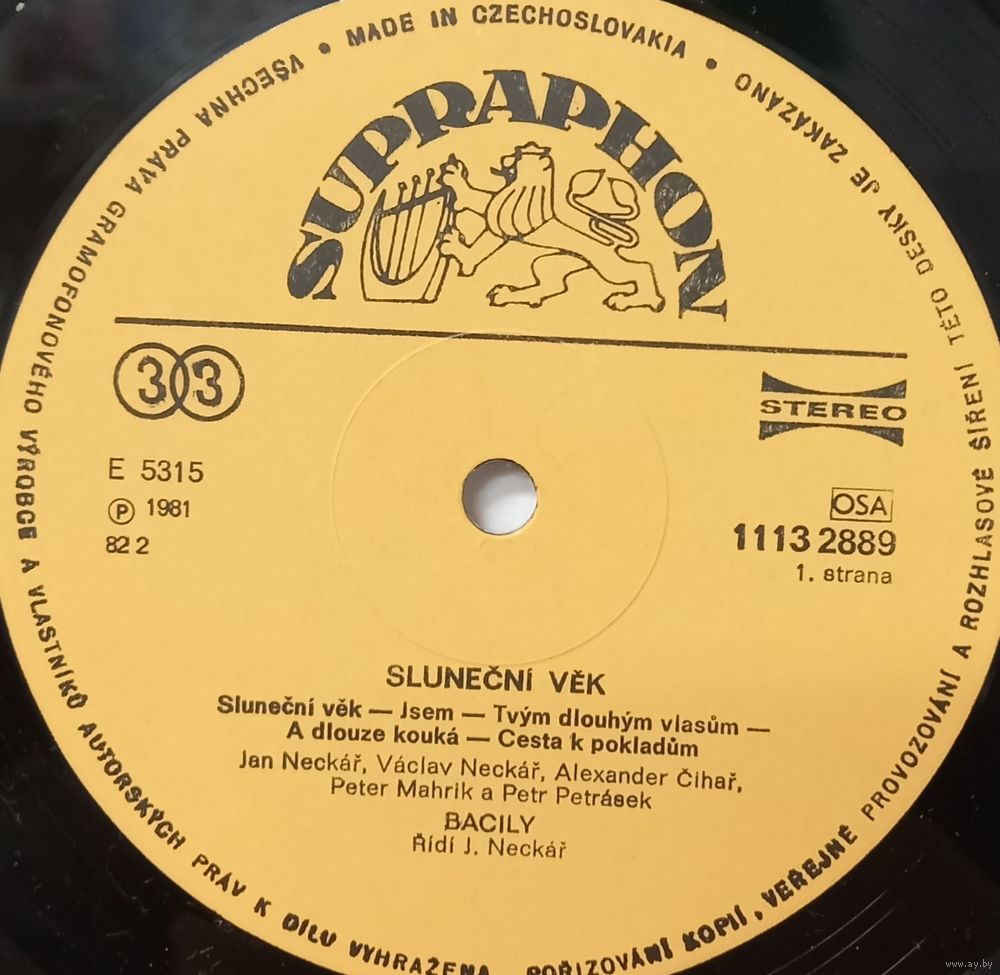 VŠECHNA PRÁVA GRAMOFONOVÉHO VÝROBCE A VLASTNÍKŮ AUTORSKÝCH PRÁV K DÍLU VYHRAŽENA
POŘIZOVÁNÍ KOPIÍ, VEŘEJNÉ PROVOZOVÁNÍ A ROZHLASOVÉ ŠÍŘENÍ TÉTO DESKY JE ZAKÁZÁNO
• MADE IN CZECHOSLOVAKIA •
SUPRAPHON
33
STEREO
E 5315
℗ 1981
82 2
OSA
1113 2889
1. strana
SLUNEČNÍ VĚK
Sluneční věk — Jsem — Tvým dlouhým vlasům —
A dlouze kouká — Cesta k pokladům
Jan Neckář, Václav Neckář, Alexander Čihař,
Peter Mahrik a Petr Petrásek
BACILY
Řídí J. Neckář
www.ay.by